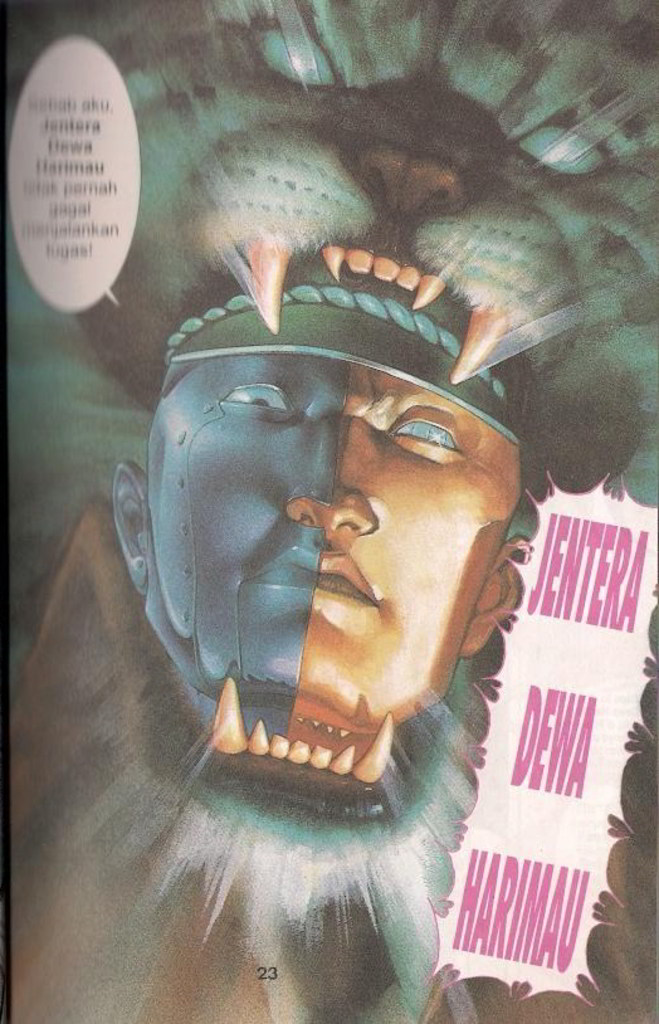 Sebab aku,
Jentera
Dewa
Harimau
tidak pernah
gagal
menjalankan
tugas!
JENTERA
DEWA
HARIMAU
23